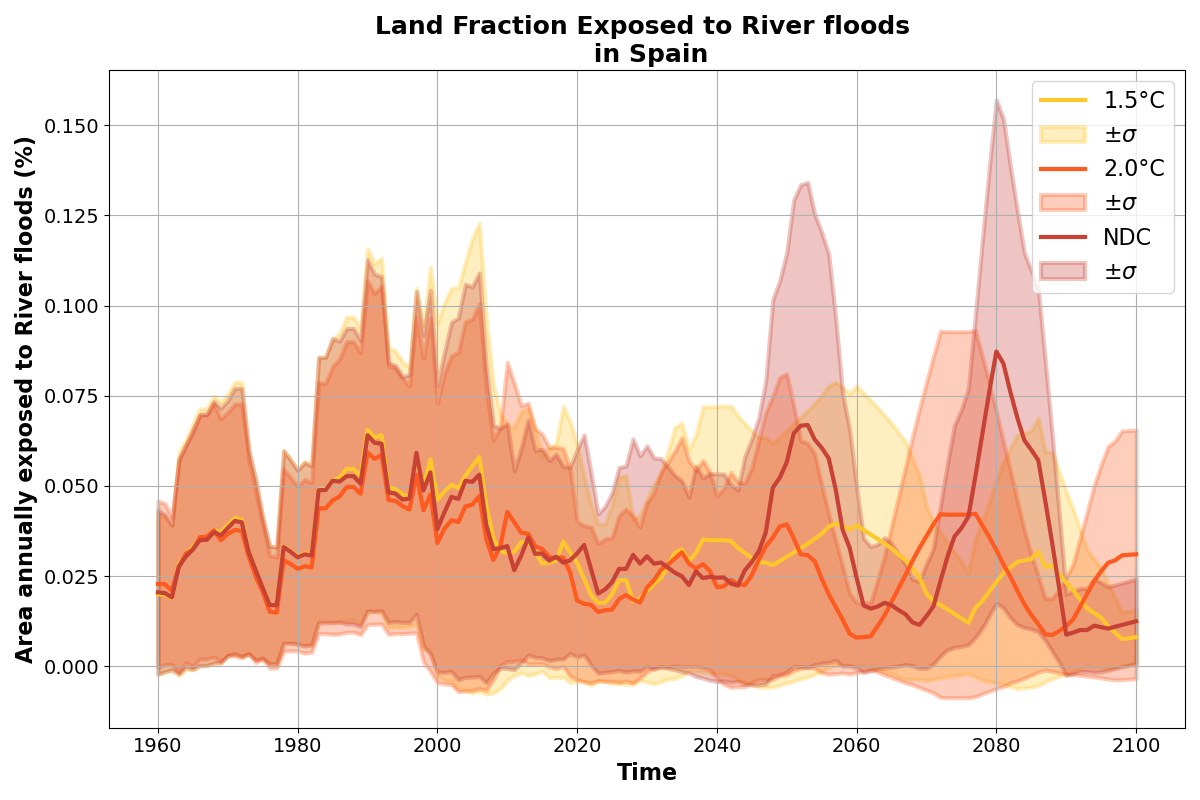 Land Fraction Exposed to River floods
in Spain
Area annually exposed to River floods (%)
0.150
0.125
0.100
0.075
0.050
0.025
0.000
1.5°C
±σ
2.0°C
±σ
NDC
±σ
1960 1980 2000 2020 2040 2060 2080 2100
Time